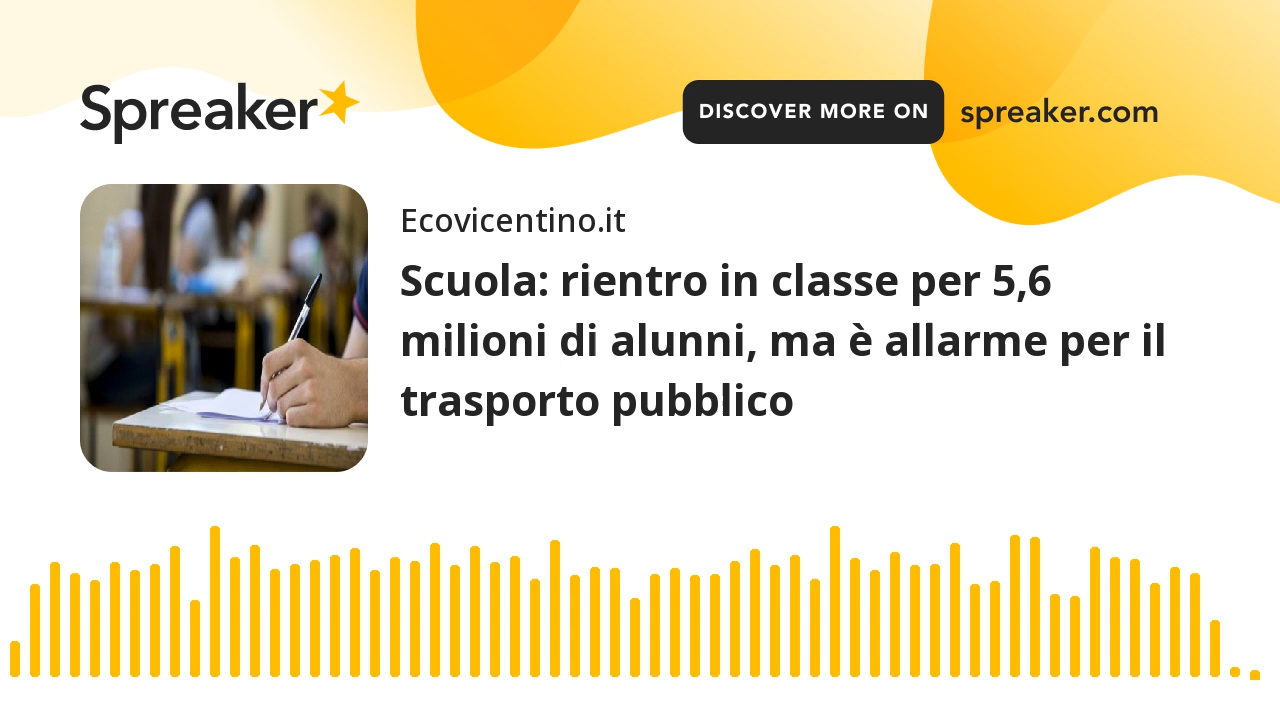 Spreaker
DISCOVER MORE ON
spreaker.com
Ecovicentino.it
Scuola: rientro in classe per 5,6
milioni di alunni, ma è allarme per il
trasporto pubblico